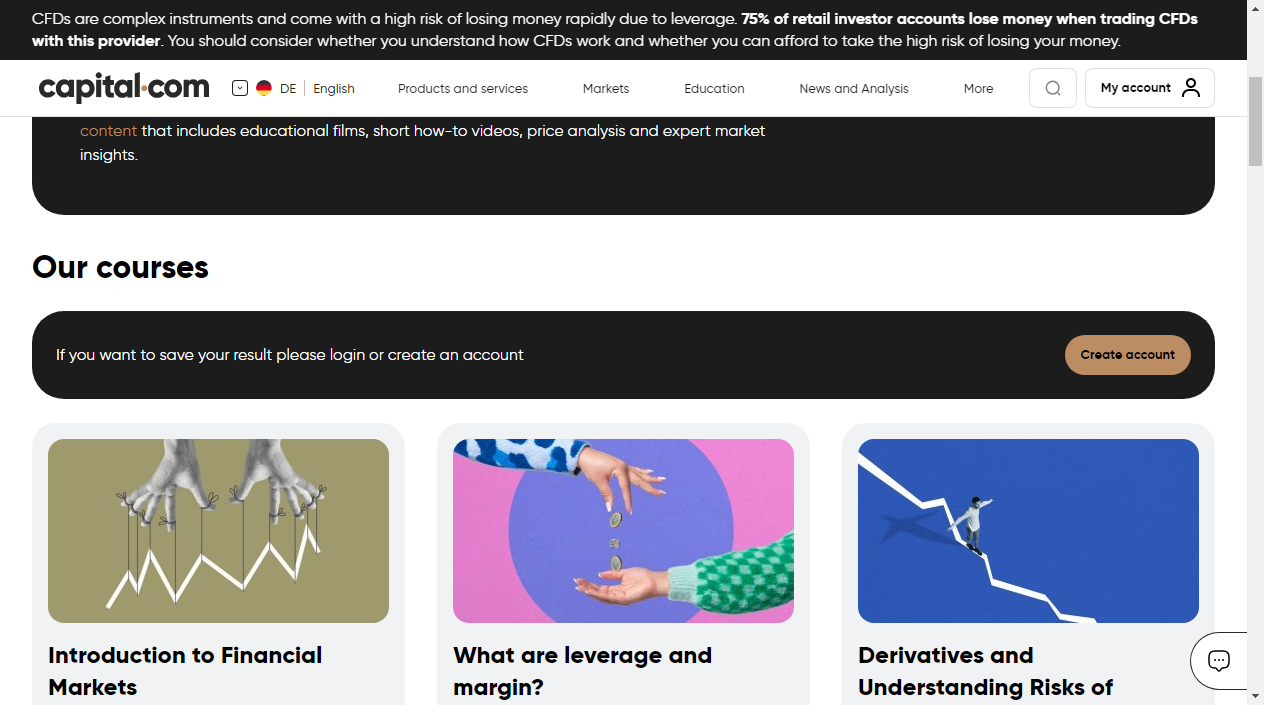 CFDs are complex instruments and come with a high risk of losing money rapidly due to leverage. 75% of retail investor accounts lose money when trading CFDs
with this provider. You should consider whether you understand how CFDs work and whether you can afford to take the high risk of losing your money.
capital.com DE English Products and services Markets Education News and Analysis More My account
content that includes educational films, short how-to videos, price analysis and expert market
insights.
Our courses
If you want to save your result please login or create an account Create account
Introduction to Financial
Markets
What are leverage and
margin?
Derivatives and
Understanding Risks of